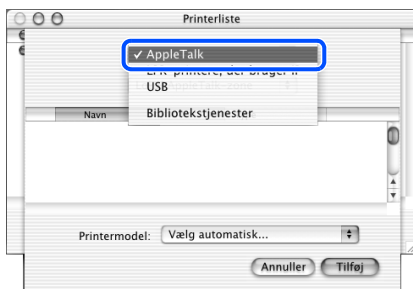 Printerliste
✓ AppleTalk
USB
Bibliotekstjenester
Navn
Printermodel: Vælg automatisk...
Annuller Tilføj